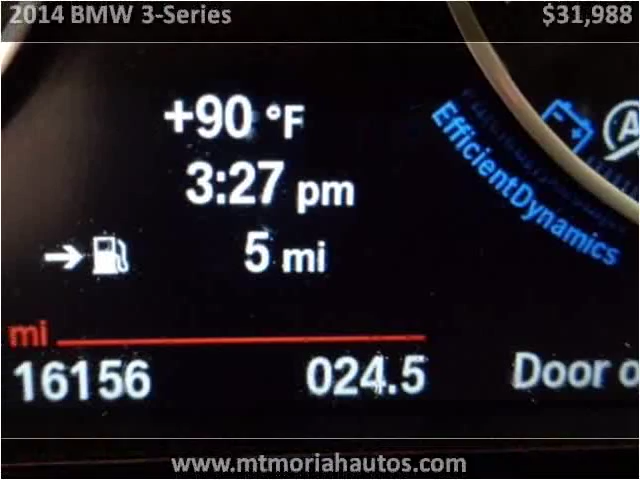 2014 BMW 3-Series $31,988
+90 °F
3:27 pm
5 mi
EfficientDynamics
mi
16156 024.5 Door
www.mtmoriahautos.com